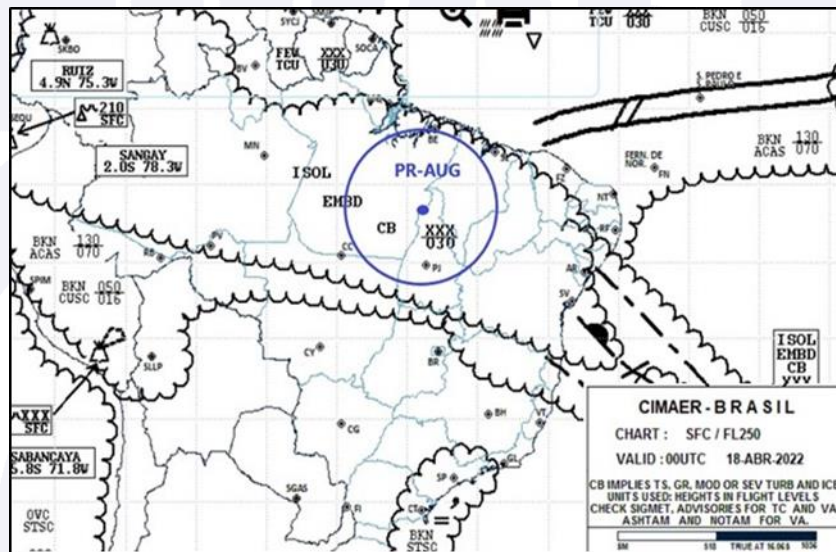 SKBO
RUIZ
4.9N 75.3W
210
SFC
SANGAY
2.0S 78.3W
SYCJ
SOCA
FEW
TCU
XXX
030
BV
MN
ISOL
EMBD
CB
XXX
030
PR-AUG
BE
FZ
NT
RF
AR
SV
FERN. DE
NOR.
FN
S. PEDRO E
030
BKN 050
CUSC 016
BKN 130
ACAS 070
BKN 130
ACAS 070
BKN 050
CUSC 016
SPIM
RB
PV
CC
PJ
SLLP
CY
BR
BH
VT
CG
GL
SP
CT
FI
SGAS
BKN
STSC
OVC
STSC
XXX
SFC
SABANCAYA
5.8S 71.8W
ISOL
EMBD
CB
XXX
CIMAER - BRASIL
CHART : SFC / FL250
VALID : 00UTC 18-ABR-2022
CB IMPLIES TS, GR, MOD OR SEV TURB AND ICE
UNITS USED: HEIGHTS IN FLIGHT LEVELS
CHECK SIGMET, ADVISORIES FOR TC AND VA
ASHTAM AND NOTAM FOR VA.